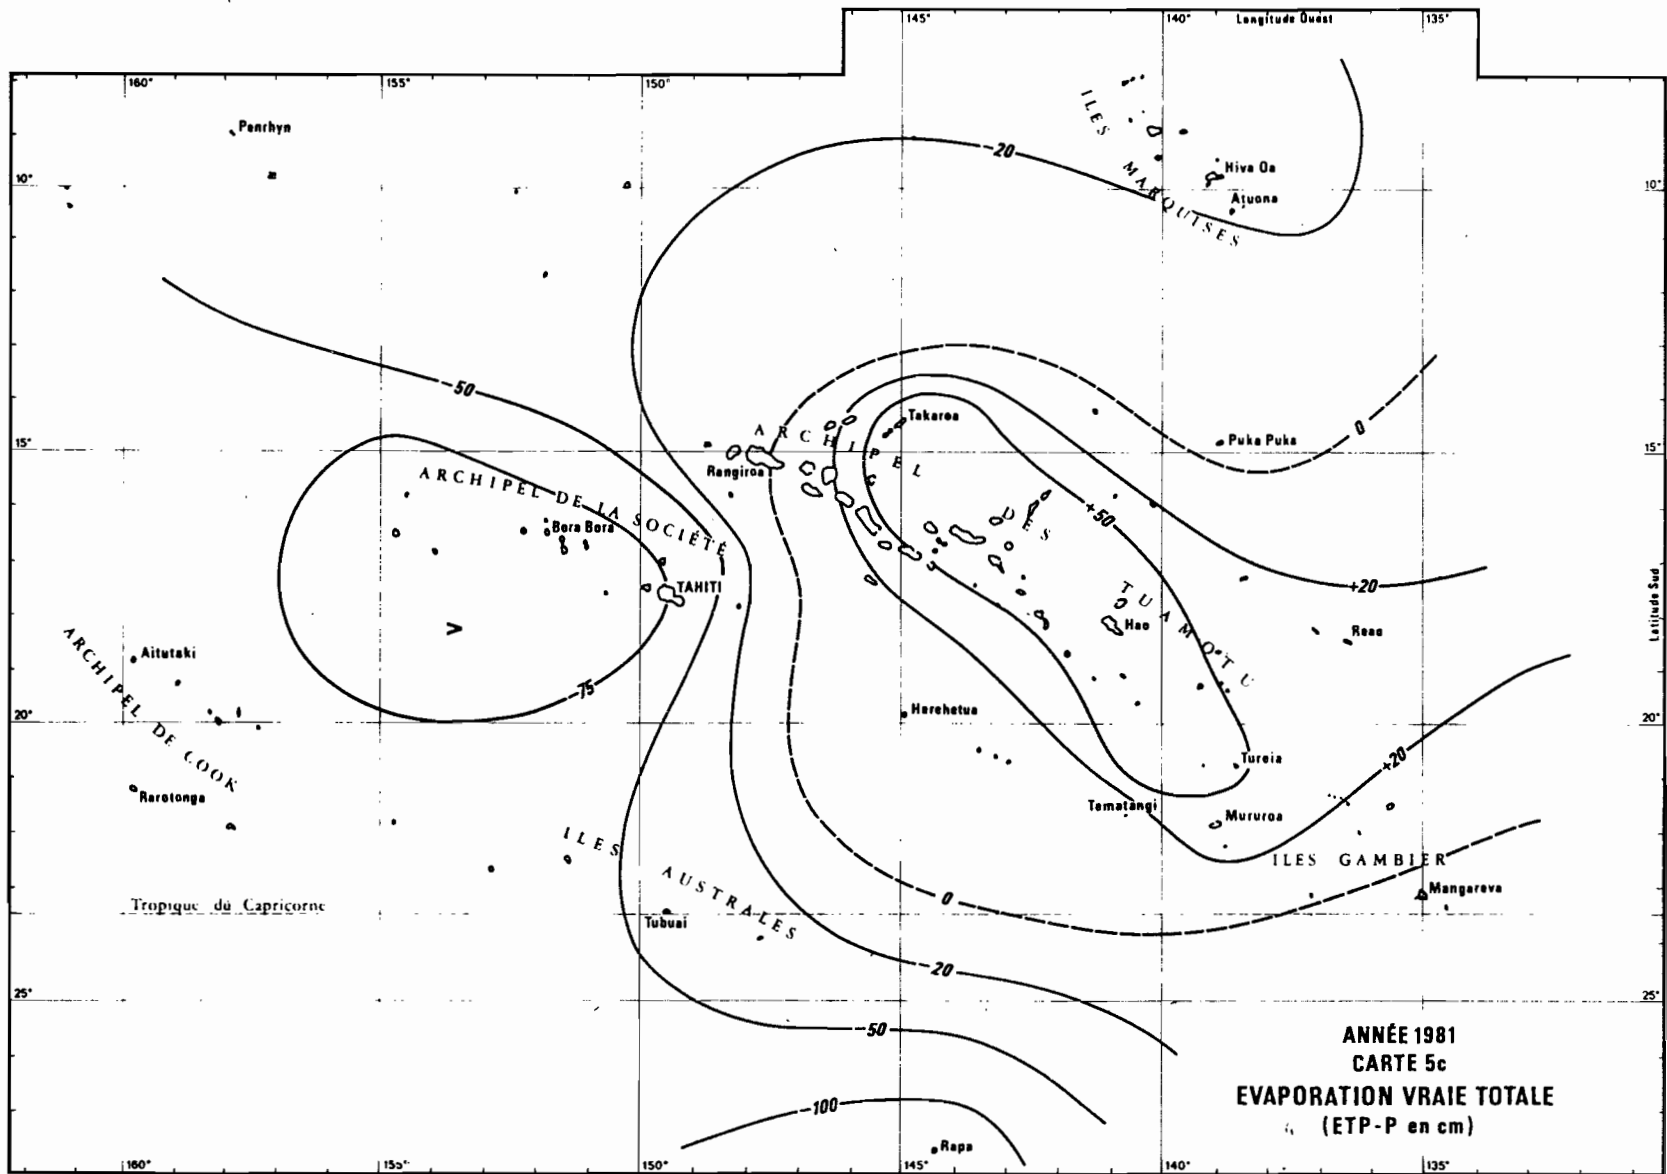 145°
140°
Longitude Ouest
135°
160°
155°
150°
Penrhyn
ILES MARQUISES
-20
Hiva Oa
Atuona
10°
10°
-50
0
ARCHIPEL DES TUAMOTU
Takaroa
Puka Puka
15°
15°
Rangiroa
ARCHIPEL DE LA SOCIÉTÉ
+50
Bora Bora
TAHITI
+20
Latitude Sud
Hao
Reao
ARCHIPEL DE COOK
Aitutaki
-75
Herehetua
20°
20°
Tureia
+20
Rarotonga
Tematangi
Mururoa
ILES AUSTRALES
ILES GAMBIER
Mangareva
Tropique du Capricorne
0
Tubuai
-20
25°
25°
-50
ANNÉE 1981
CARTE 5c
EVAPORATION VRAIE TOTALE
(ETP-P en cm)
-100
Rapa
160°
155°
150°
145°
140°
135°